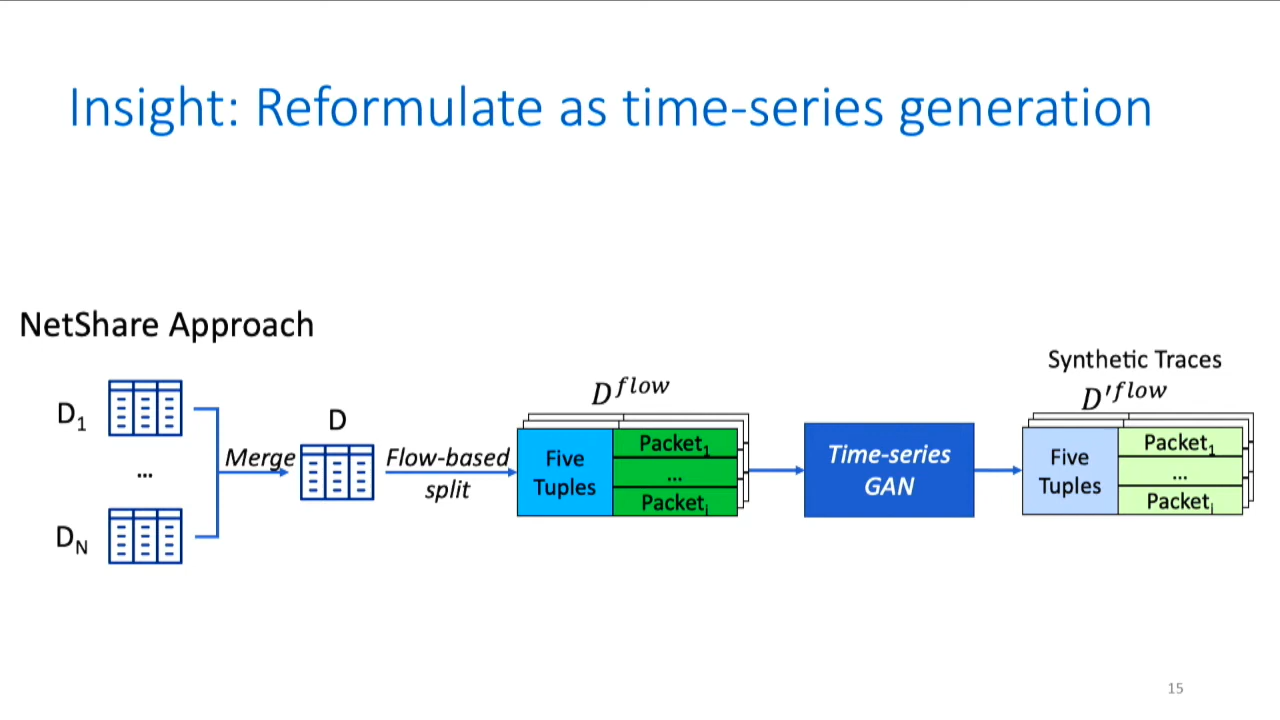 Insight: Reformulate as time-series generation
NetShare Approach
D1
...
DN
Merge
D
Flow-based
split
D^flow
Five
Tuples
Packet1
...
Packeti
Time-series
GAN
Synthetic Traces
D'^flow
Five
Tuples
Packet1
...
Packeti
15